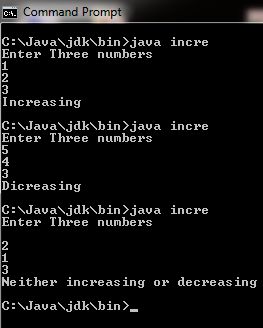 Command Prompt
C:\Java\jdk\bin>java incre
Enter Three numbers
1
2
3
Increasing
C:\Java\jdk\bin>java incre
Enter Three numbers
5
4
3
Dicreasing
C:\Java\jdk\bin>java incre
Enter Three numbers
2
1
3
Neither increasing or decreasing
C:\Java\jdk\bin>_